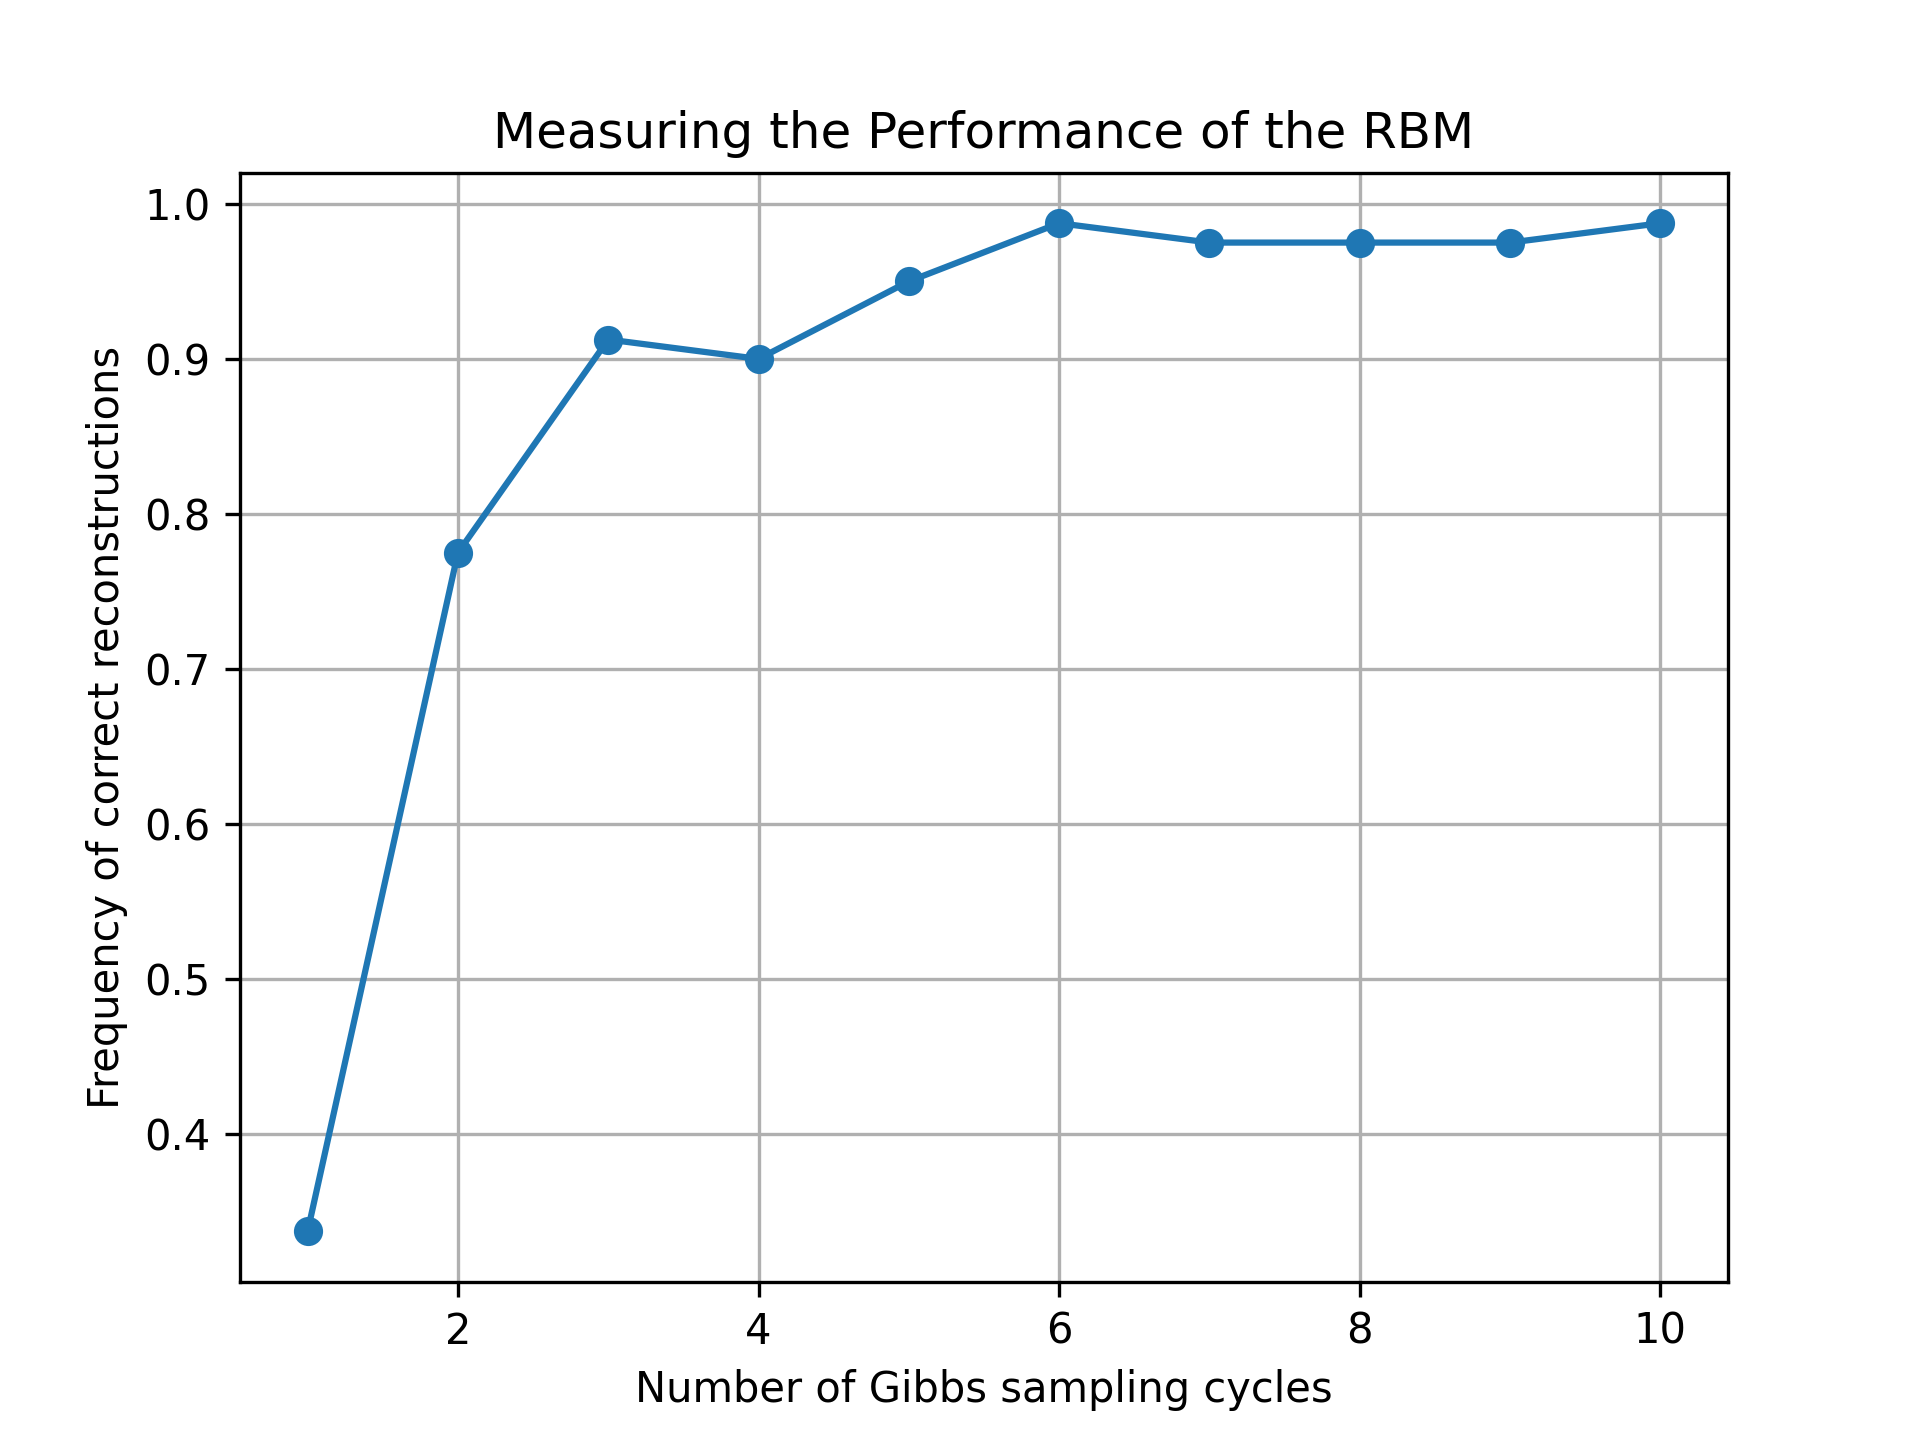 Measuring the Performance of the RBM
Frequency of correct reconstructions
1.0
0.9
0.8
0.7
0.6
0.5
0.4
2 4 6 8 10
Number of Gibbs sampling cycles